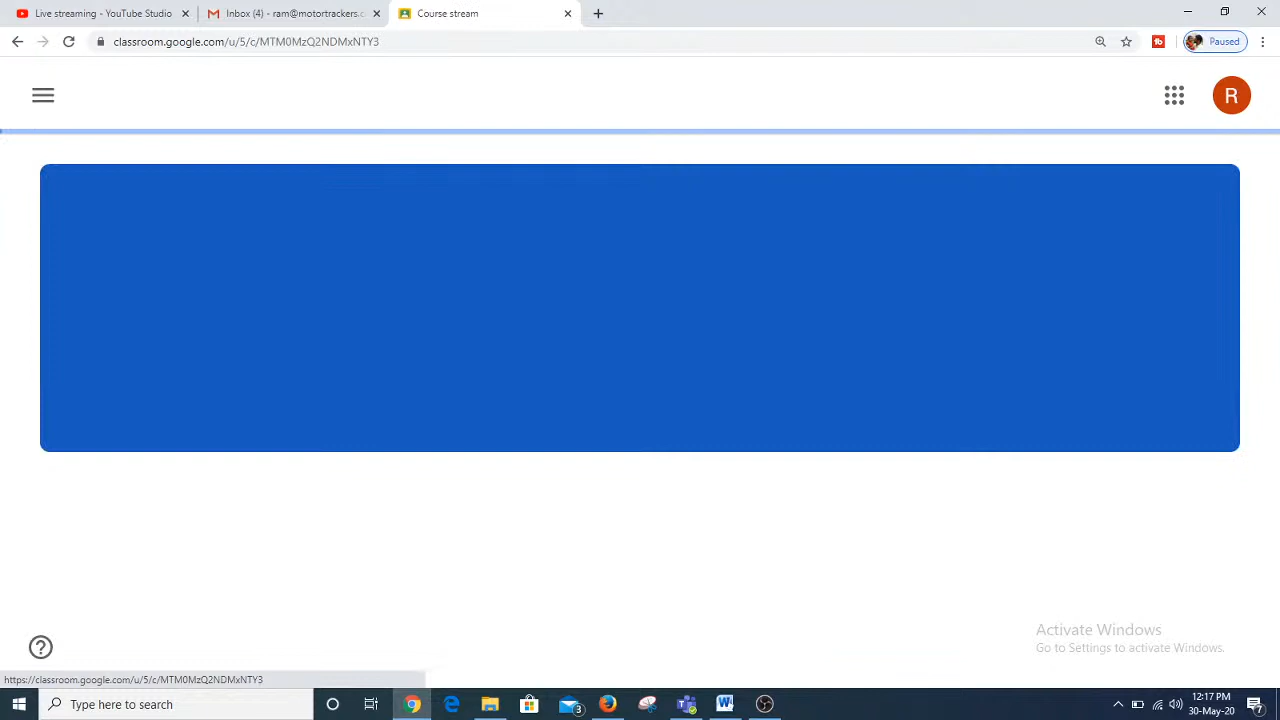 Live streaming - YouTube Studio
Inbox (4) - ram@motortrackers.c
Course stream
classroom.google.com/u/5/c/MTM0MzQ2NDMxNTY3
Paused
R
Activate Windows
Go to Settings to activate Windows.
https://classroom.google.com/u/5/c/MTM0MzQ2NDMxNTY3
Type here to search
3
12:17 PM
30-May-20
7